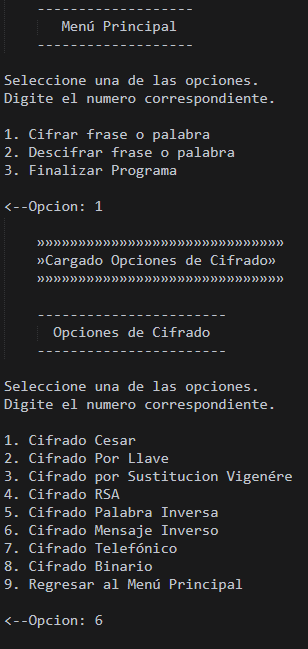 -------------------
Menú Principal
-------------------
Seleccione una de las opciones.
Digite el numero correspondiente.
1. Cifrar frase o palabra
2. Descifrar frase o palabra
3. Finalizar Programa
<--Opcion: 1
»»»»»»»»»»»»»»»»»»»»»»»»»»»»»»
»Cargado Opciones de Cifrado»
»»»»»»»»»»»»»»»»»»»»»»»»»»»»»»
-----------------------
Opciones de Cifrado
-----------------------
Seleccione una de las opciones.
Digite el numero correspondiente.
1. Cifrado Cesar
2. Cifrado Por Llave
3. Cifrado por Sustitucion Vigenére
4. Cifrado RSA
5. Cifrado Palabra Inversa
6. Cifrado Mensaje Inverso
7. Cifrado Telefónico
8. Cifrado Binario
9. Regresar al Menú Principal
<--Opcion: 6